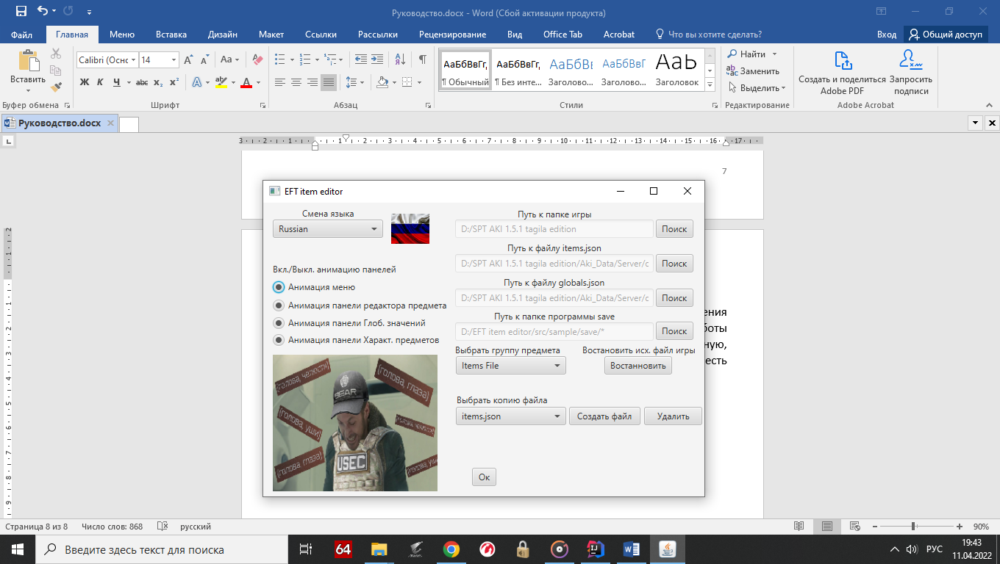 Руководство.docx - Word (Сбой активации продукта)
Файл Главная Меню Вставка Дизайн Макет Ссылки Рассылки Рецензирование Вид Office Tab Acrobat Что вы хотите сделать? Вход Общий доступ
Вставить
Буфер обмена
Calibri (Оснс 14
Aa
Ж К Ч abc x₂ x² A ab A
Шрифт
Абзац
АаБбВвГг, АаБбВвГг, АаБбВı АаБбВвГ Aab
¶ Обычный ¶ Без инте... Заголово... Заголово... Заголовок
Стили
Найти
Заменить
Выделить
Редактирование
Создать и поделиться Adobe PDF
Запросить подписи
Adobe Acrobat
Руководство.docx
3 2 1 1 2 3 4 5 6 7 8 9 10 11 12 13 14 15 16 17
7
EFT item editor
Смена языка
Russian
Вкл./Выкл. анимацию панелей
Анимация меню
Анимация панели редактора предмета
Анимация панели Глоб. значений
Анимация панели Характ. предметов
(голова, челюсти)
(голова, глаза)
(голова, уши)
(голова, глаза)
BEAR
USEC
Путь к папке игры
D:/SPT AKI 1.5.1 tagila edition Поиск
Путь к файлу items.json
D:/SPT AKI 1.5.1 tagila edition/Aki_Data/Server/c Поиск
Путь к файлу globals.json
D:/SPT AKI 1.5.1 tagila edition/Aki_Data/Server/c Поиск
Путь к папке программы save
D:/EFT item editor/src/sample/save/* Поиск
Выбрать группу предмета Востановить исх. файл игры
Items File Востанновить
Выбрать копию файла
items.json Создать файл Удалить
Ок
ения
юты
ную,
есть
Страница 8 из 8 Число слов: 868 русский 90%
Введите здесь текст для поиска
64
РУС
19:43
11.04.2022